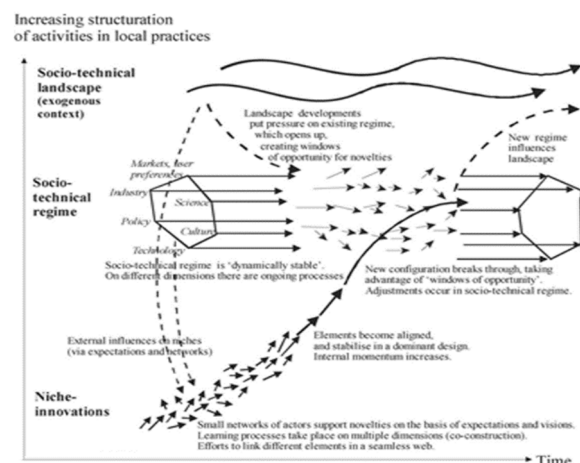 Increasing structuration
of activities in local practices
Socio-technical
landscape
(exogenous
context)
Landscape developments
put pressure on existing regime,
which opens up,
creating windows
of opportunity for novelties
New regime
influences
landscape
Markets, user
preferences
Industry
Science
Policy
Culture
Technology
Socio-
technical
regime
Socio-technical regime is ‘dynamically stable’.
On different dimensions there are ongoing processes
New configuration breaks through, taking
advantage of ‘windows of opportunity’.
Adjustments occur in socio-technical regime.
Elements become aligned,
and stabilise in a dominant design.
Internal momentum increases.
External influences on niches
(via expectations and networks)
Niche-
innovations
Small networks of actors support novelties on the basis of expectations and visions.
Learning processes take place on multiple dimensions (co-construction).
Efforts to link different elements in a seamless web.
Time